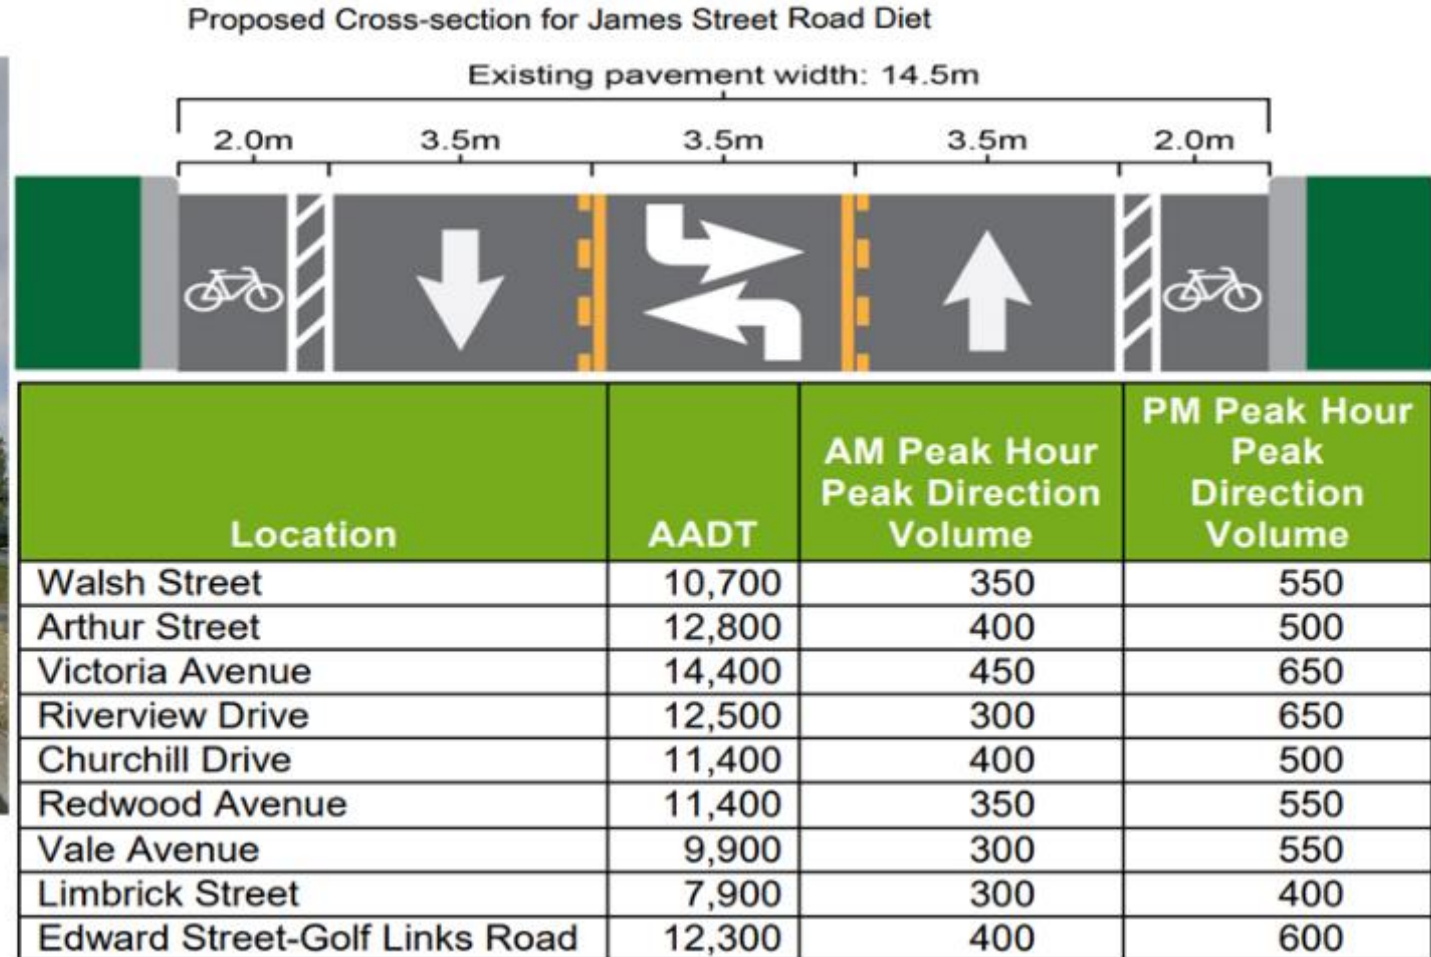 Proposed Cross-section for James Street Road Diet
Existing pavement width: 14.5m
2.0m 3.5m 3.5m 3.5m 2.0m
Location AADT AM Peak Hour Peak Direction Volume PM Peak Hour Peak Direction Volume
Walsh Street 10,700 350 550
Arthur Street 12,800 400 500
Victoria Avenue 14,400 450 650
Riverview Drive 12,500 300 650
Churchill Drive 11,400 400 500
Redwood Avenue 11,400 350 550
Vale Avenue 9,900 300 550
Limbrick Street 7,900 300 400
Edward Street-Golf Links Road 12,300 400 600